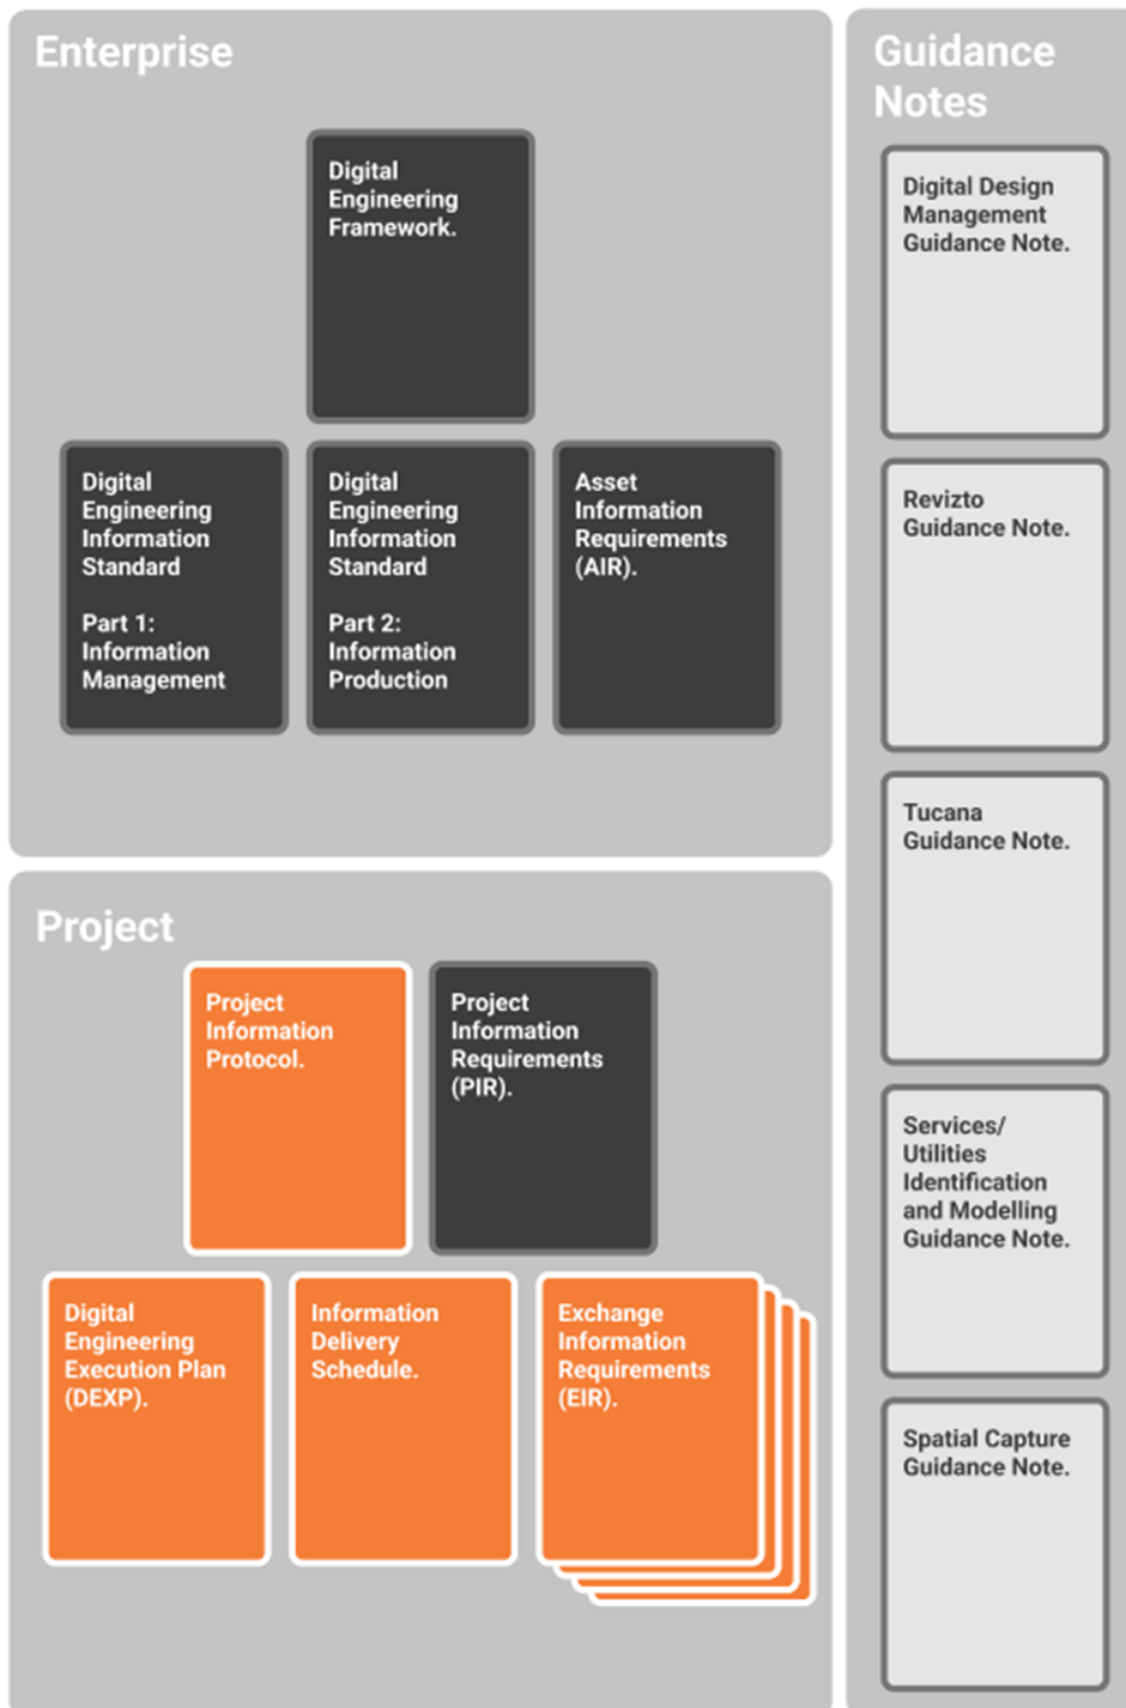 Enterprise
Digital
Engineering
Framework.
Digital
Engineering
Information
Standard
Part 1:
Information
Management
Digital
Engineering
Information
Standard
Part 2:
Information
Production
Asset
Information
Requirements
(AIR).
Project
Project
Information
Protocol.
Project
Information
Requirements
(PIR).
Digital
Engineering
Execution Plan
(DEXP).
Information
Delivery
Schedule.
Exchange
Information
Requirements
(EIR).
Guidance
Notes
Digital Design
Management
Guidance Note.
Revizto
Guidance Note.
Tucana
Guidance Note.
Services/
Utilities
Identification
and Modelling
Guidance Note.
Spatial Capture
Guidance Note.